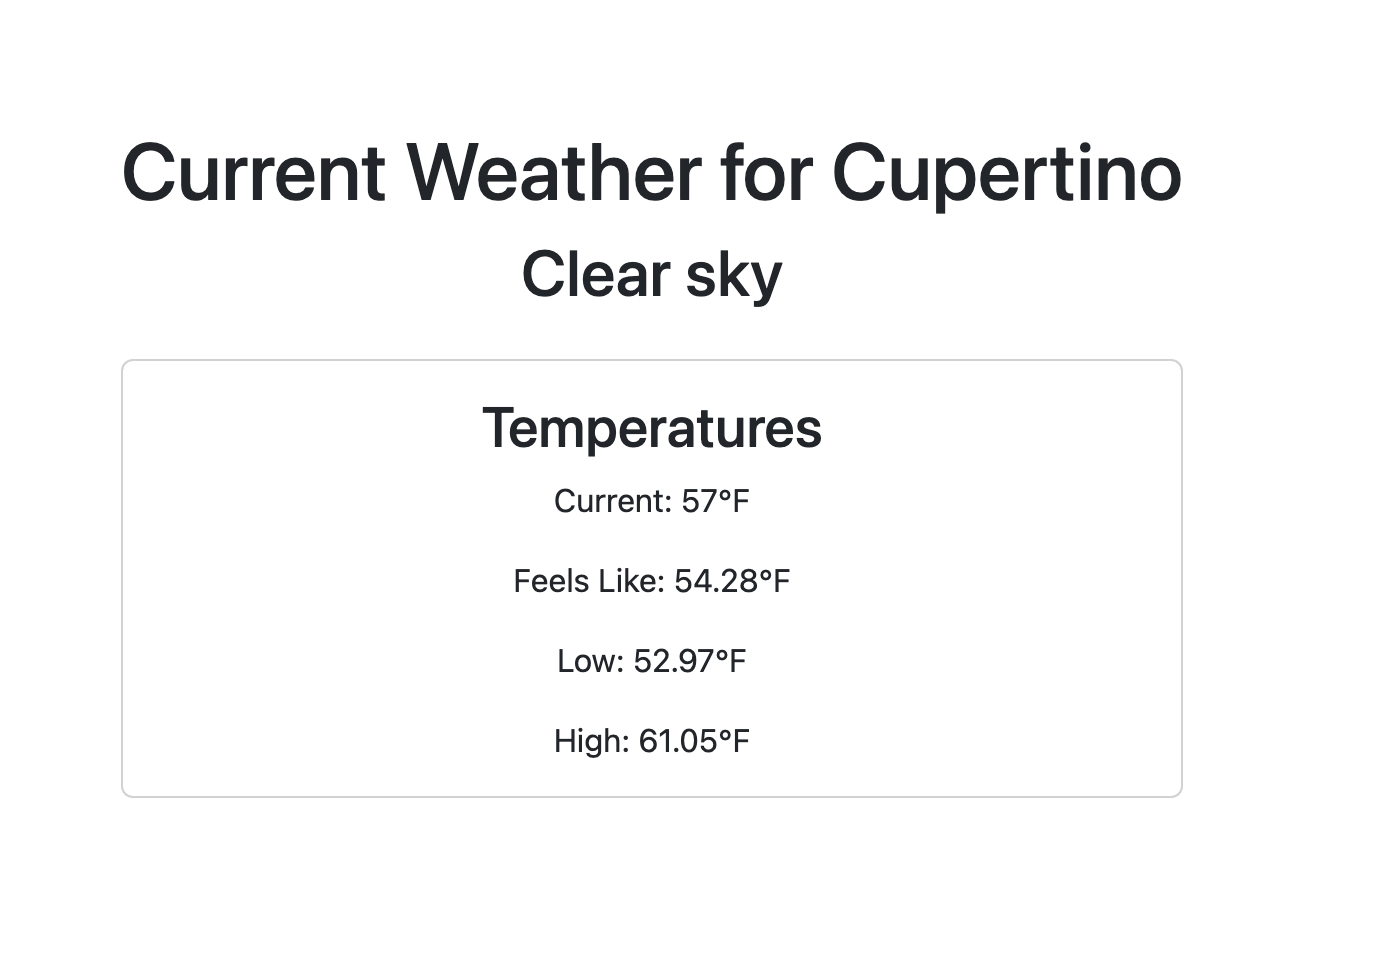 Current Weather for Cupertino
Clear sky
Temperatures
Current: 57°F
Feels Like: 54.28°F
Low: 52.97°F
High: 61.05°F